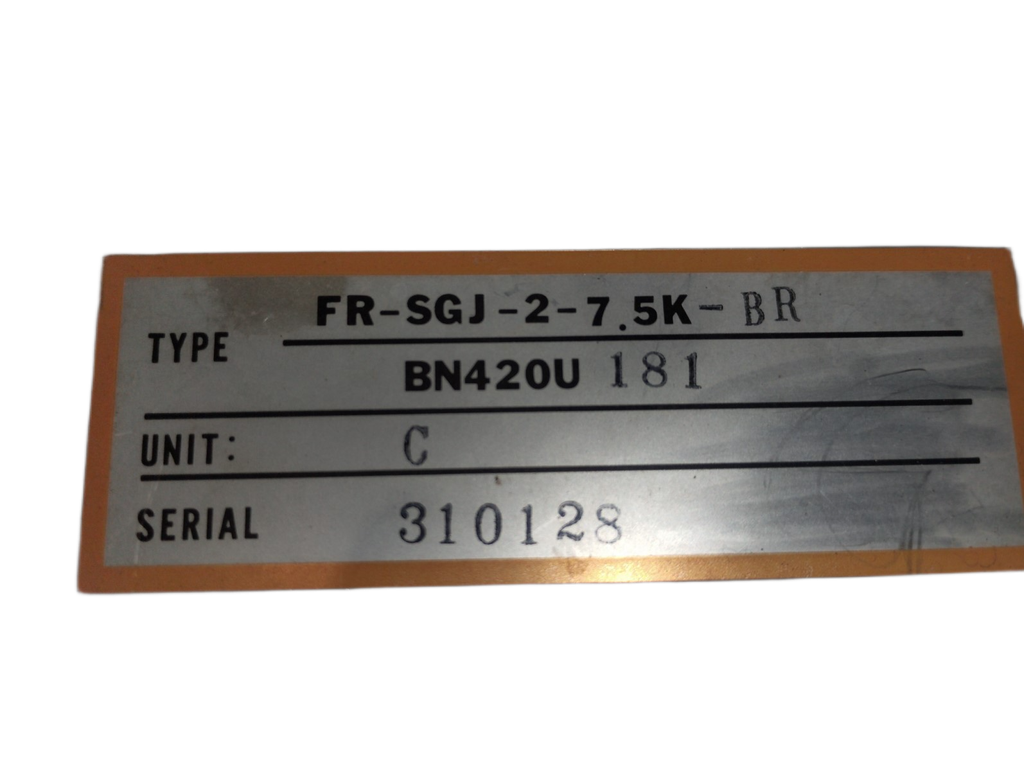 TYPE FR-SGJ-2-7.5K-BR
BN420U 181
UNIT: C
SERIAL 310128